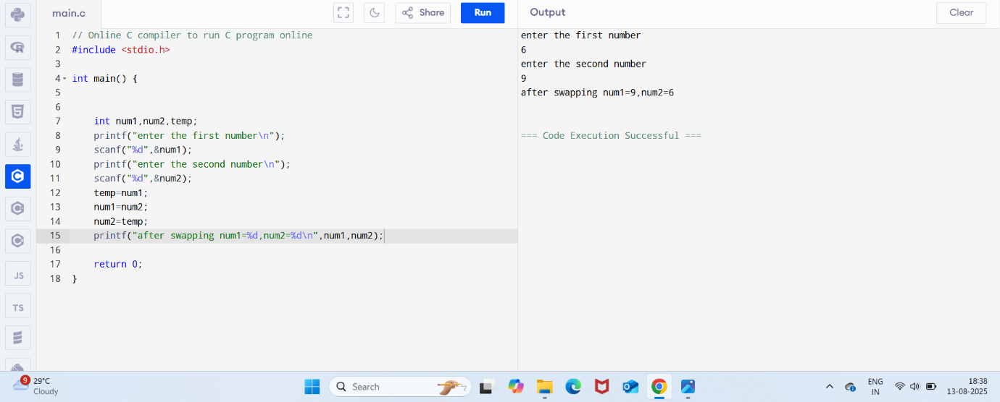 main.c
Share
Run
Output
Clear
1 // Online C compiler to run C program online
2 #include <stdio.h>
3
4 int main() {
5
6
7 int num1,num2,temp;
8 printf("enter the first number\n");
9 scanf("%d",&num1);
10 printf("enter the second number\n");
11 scanf("%d",&num2);
12 temp=num1;
13 num1=num2;
14 num2=temp;
15 printf("after swapping num1=%d,num2=%d\n",num1,num2);
16
17 return 0;
18 }
enter the first number
6
enter the second number
9
after swapping num1=9,num2=6
=== Code Execution Successful ===
R
5
C
C
C
JS
TS
9
29°C
Cloudy
Search
ENG
IN
18:38
13-08-2025